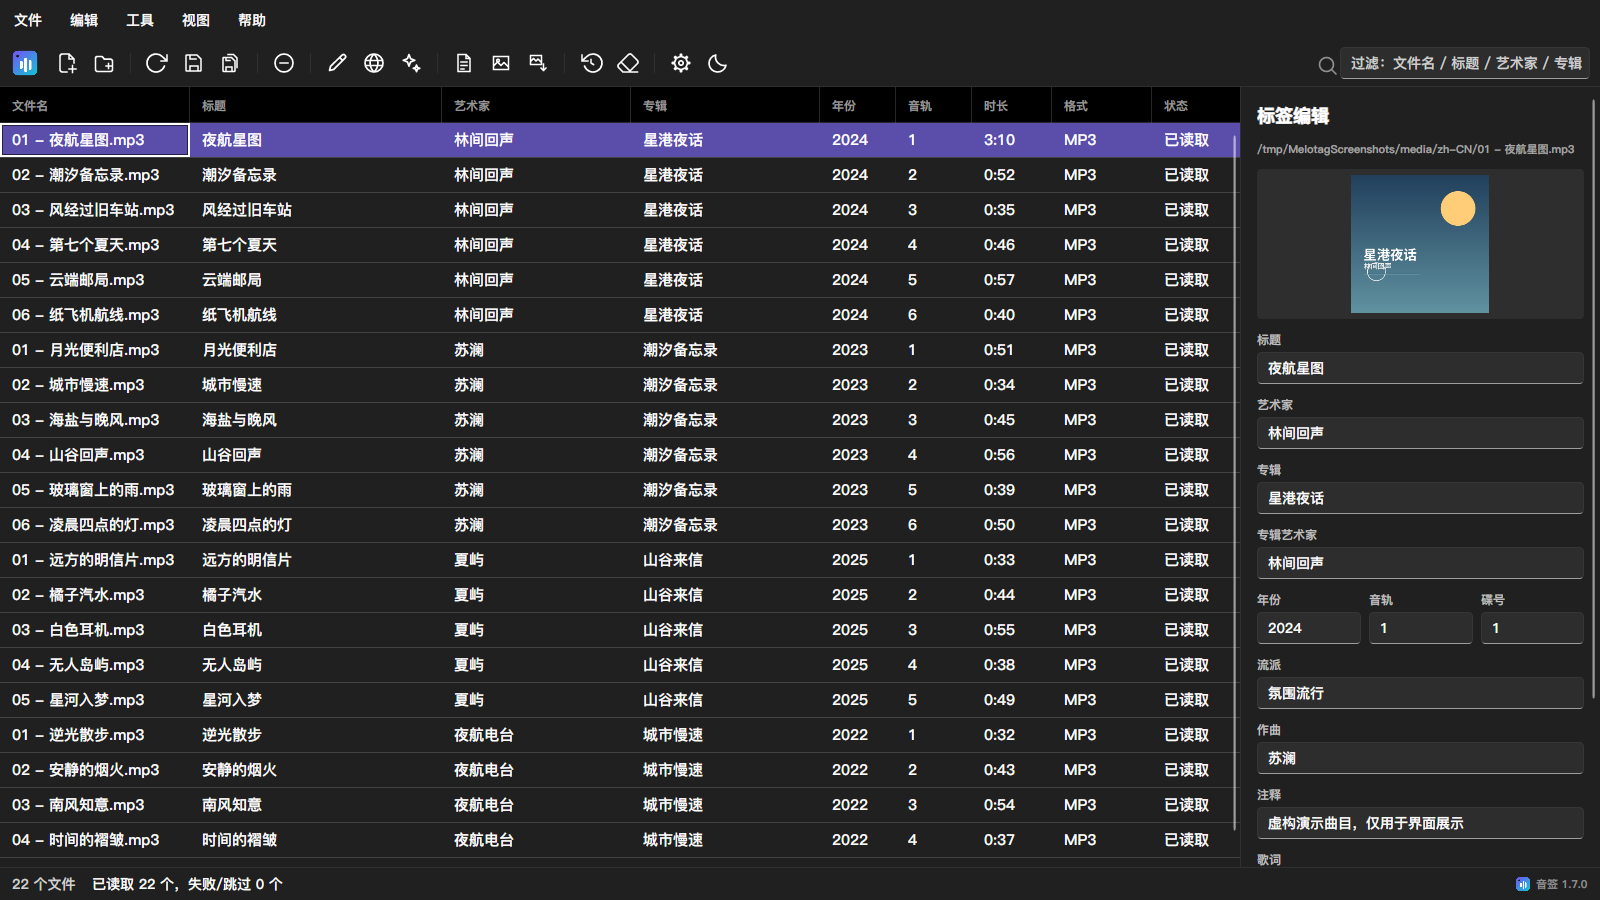 文件 编辑 工具 视图 帮助
过滤：文件名 / 标题 / 艺术家 / 专辑
文件名 标题 艺术家 专辑 年份 音轨 时长 格式 状态
01 – 夜航星图.mp3 夜航星图 林间回声 星港夜话 2024 1 3:10 MP3 已读取
02 – 潮汐备忘录.mp3 潮汐备忘录 林间回声 星港夜话 2024 2 0:52 MP3 已读取
03 – 风经过旧车站.mp3 风经过旧车站 林间回声 星港夜话 2024 3 0:35 MP3 已读取
04 – 第七个夏天.mp3 第七个夏天 林间回声 星港夜话 2024 4 0:46 MP3 已读取
05 – 云端邮局.mp3 云端邮局 林间回声 星港夜话 2024 5 0:57 MP3 已读取
06 – 纸飞机航线.mp3 纸飞机航线 林间回声 星港夜话 2024 6 0:40 MP3 已读取
01 – 月光便利店.mp3 月光便利店 苏澜 潮汐备忘录 2023 1 0:51 MP3 已读取
02 – 城市慢速.mp3 城市慢速 苏澜 潮汐备忘录 2023 2 0:34 MP3 已读取
03 – 海盐与晚风.mp3 海盐与晚风 苏澜 潮汐备忘录 2023 3 0:45 MP3 已读取
04 – 山谷回声.mp3 山谷回声 苏澜 潮汐备忘录 2023 4 0:56 MP3 已读取
05 – 玻璃窗上的雨.mp3 玻璃窗上的雨 苏澜 潮汐备忘录 2023 5 0:39 MP3 已读取
06 – 凌晨四点的灯.mp3 凌晨四点的灯 苏澜 潮汐备忘录 2023 6 0:50 MP3 已读取
01 – 远方的明信片.mp3 远方的明信片 夏屿 山谷来信 2025 1 0:33 MP3 已读取
02 – 橘子汽水.mp3 橘子汽水 夏屿 山谷来信 2025 2 0:44 MP3 已读取
03 – 白色耳机.mp3 白色耳机 夏屿 山谷来信 2025 3 0:55 MP3 已读取
04 – 无人岛屿.mp3 无人岛屿 夏屿 山谷来信 2025 4 0:38 MP3 已读取
05 – 星河入梦.mp3 星河入梦 夏屿 山谷来信 2025 5 0:49 MP3 已读取
01 – 逆光散步.mp3 逆光散步 夜航电台 城市慢速 2022 1 0:32 MP3 已读取
02 – 安静的烟火.mp3 安静的烟火 夜航电台 城市慢速 2022 2 0:43 MP3 已读取
03 – 南风知意.mp3 南风知意 夜航电台 城市慢速 2022 3 0:54 MP3 已读取
04 – 时间的褶皱.mp3 时间的褶皱 夜航电台 城市慢速 2022 4 0:37 MP3 已读取
标签编辑
/tmp/MelotagScreenshots/media/zh-CN/01 – 夜航星图.mp3
星港夜话
林间回声
标题
夜航星图
艺术家
林间回声
专辑
星港夜话
专辑艺术家
林间回声
年份 音轨 碟号
2024 1 1
流派
氛围流行
作曲
苏澜
注释
虚构演示曲目，仅用于界面展示
歌词
22 个文件 已读取 22 个，失败/跳过 0 个
音签 1.7.0